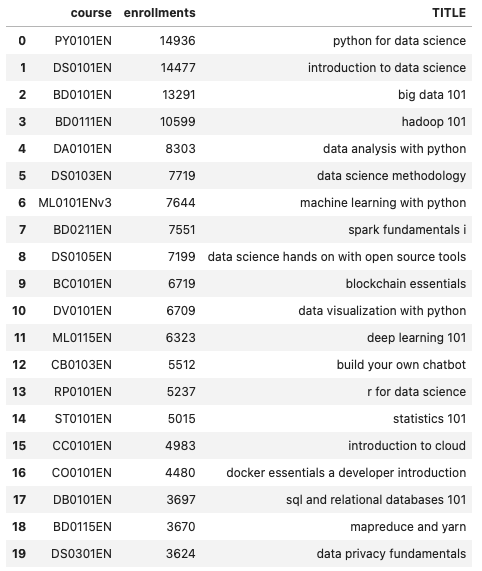 course enrollments TITLE
0 PY0101EN 14936 python for data science
1 DS0101EN 14477 introduction to data science
2 BD0101EN 13291 big data 101
3 BD0111EN 10599 hadoop 101
4 DA0101EN 8303 data analysis with python
5 DS0103EN 7719 data science methodology
6 ML0101ENv3 7644 machine learning with python
7 BD0211EN 7551 spark fundamentals i
8 DS0105EN 7199 data science hands on with open source tools
9 BC0101EN 6719 blockchain essentials
10 DV0101EN 6709 data visualization with python
11 ML0115EN 6323 deep learning 101
12 CB0103EN 5512 build your own chatbot
13 RP0101EN 5237 r for data science
14 ST0101EN 5015 statistics 101
15 CC0101EN 4983 introduction to cloud
16 CO0101EN 4480 docker essentials a developer introduction
17 DB0101EN 3697 sql and relational databases 101
18 BD0115EN 3670 mapreduce and yarn
19 DS0301EN 3624 data privacy fundamentals